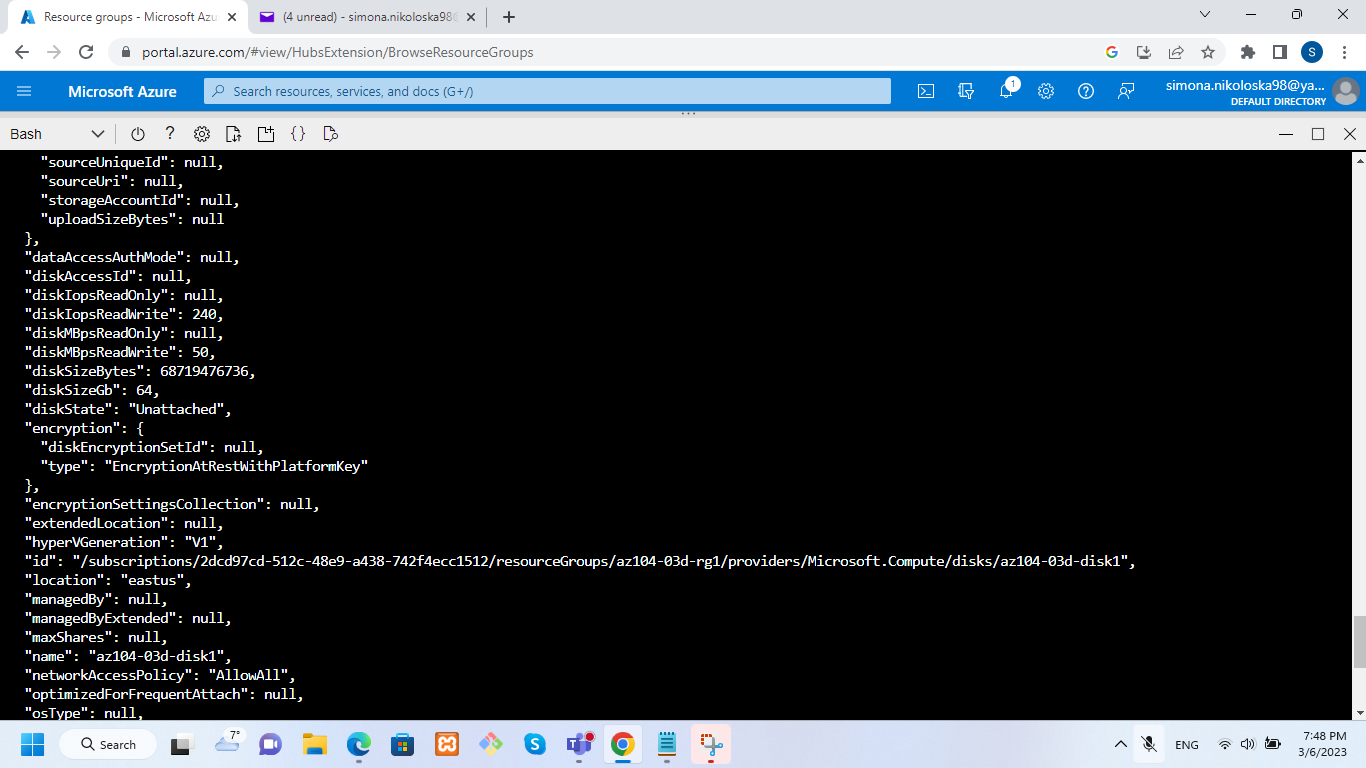 Resource groups - Microsoft Azu
(4 unread) - simona.nikoloska98@
portal.azure.com/#view/HubsExtension/BrowseResourceGroups
S
Microsoft Azure
Search resources, services, and docs (G+/)
1
simona.nikoloska98@ya...
DEFAULT DIRECTORY
Bash
"sourceUniqueId": null,
"sourceUri": null,
"storageAccountId": null,
"uploadSizeBytes": null
},
"dataAccessAuthMode": null,
"diskAccessId": null,
"diskIopsReadOnly": null,
"diskIopsReadWrite": 240,
"diskMBpsReadOnly": null,
"diskMBpsReadWrite": 50,
"diskSizeBytes": 68719476736,
"diskSizeGb": 64,
"diskState": "Unattached",
"encryption": {
"diskEncryptionSetId": null,
"type": "EncryptionAtRestWithPlatformKey"
},
"encryptionSettingsCollection": null,
"extendedLocation": null,
"hyperVGeneration": "V1",
"id": "/subscriptions/2dcd97cd-512c-48e9-a438-742f4ecc1512/resourceGroups/az104-03d-rg1/providers/Microsoft.Compute/disks/az104-03d-disk1",
"location": "eastus",
"managedBy": null,
"managedByExtended": null,
"maxShares": null,
"name": "az104-03d-disk1",
"networkAccessPolicy": "AllowAll",
"optimizedForFrequentAttach": null,
"osType": null,
Search
7°
ENG
7:48 PM
3/6/2023